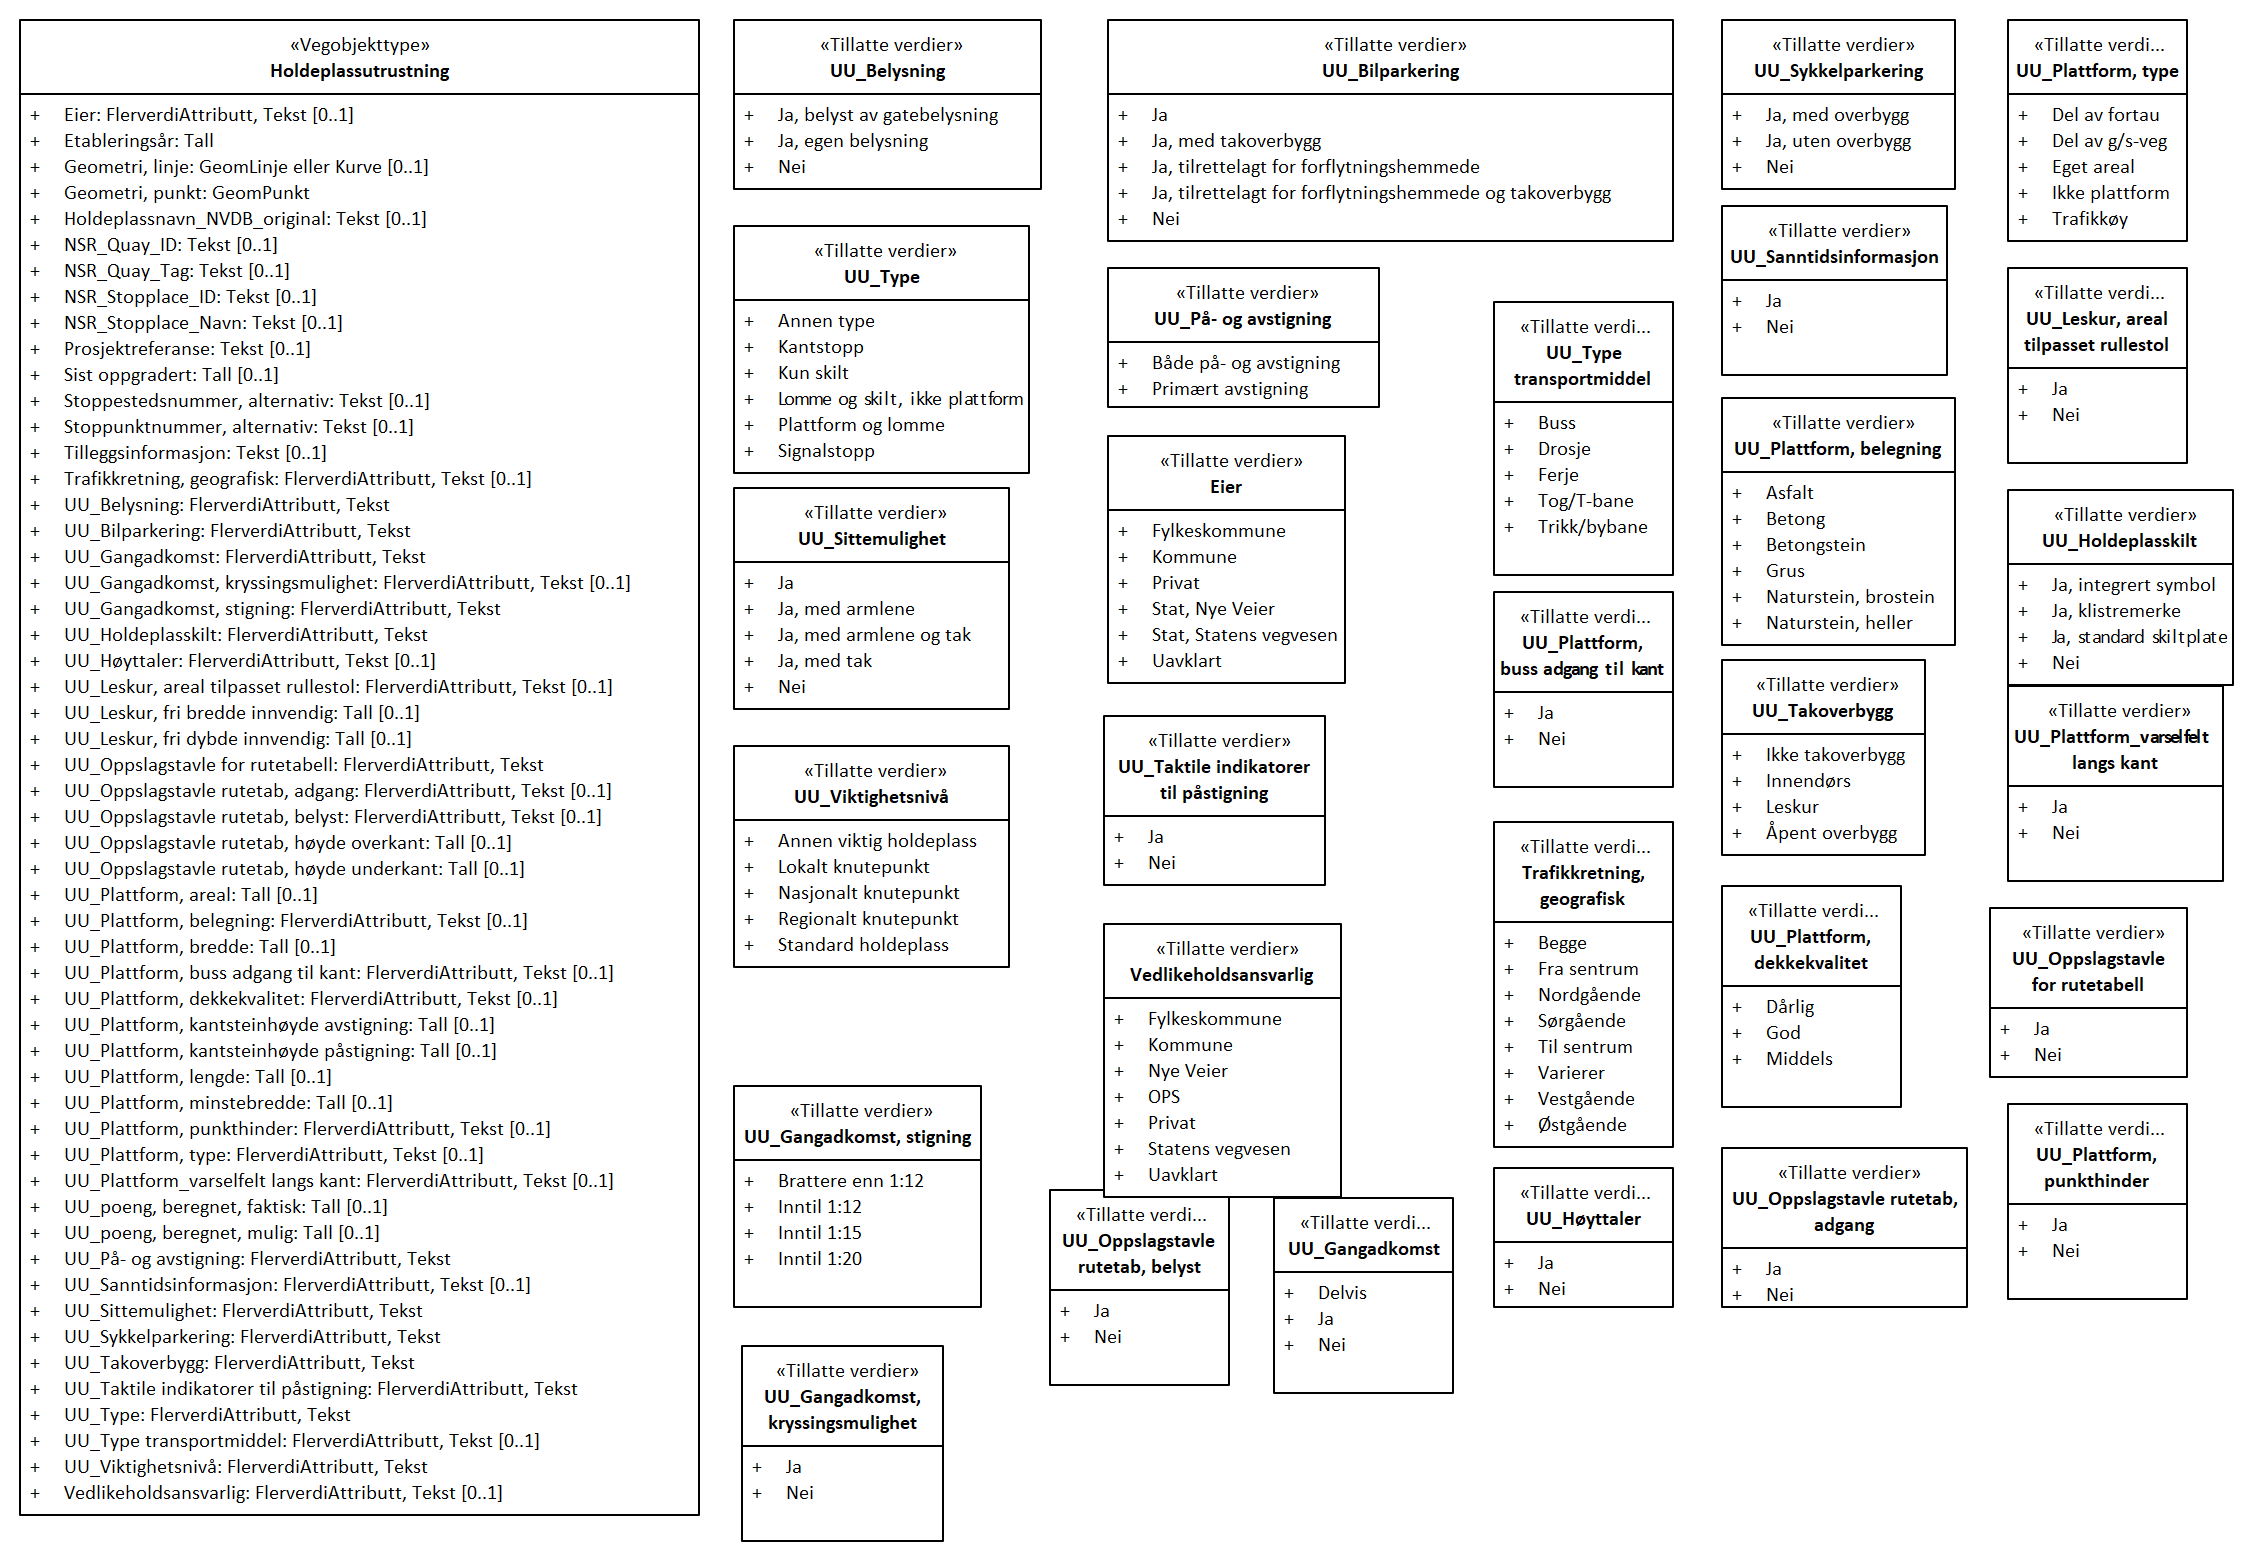 «Vegobjekttype»
Holdeplassutrustning
+ Eier: FlerverdiAttributt, Tekst [0..1]
+ Etableringsår: Tall
+ Geometri, linje: GeomLinje eller Kurve [0..1]
+ Geometri, punkt: GeomPunkt
+ Holdeplassnavn_NVDB_original: Tekst [0..1]
+ NSR_Quay_ID: Tekst [0..1]
+ NSR_Quay_Tag: Tekst [0..1]
+ NSR_Stopplace_ID: Tekst [0..1]
+ NSR_Stopplace_Navn: Tekst [0..1]
+ Prosjektreferanse: Tekst [0..1]
+ Sist oppgradert: Tall [0..1]
+ Stoppestedsnummer, alternativ: Tekst [0..1]
+ Stoppunktnummer, alternativ: Tekst [0..1]
+ Tilleggsinformasjon: Tekst [0..1]
+ Trafikkretning, geografisk: FlerverdiAttributt, Tekst [0..1]
+ UU_Belysning: FlerverdiAttributt, Tekst
+ UU_Bilparkering: FlerverdiAttributt, Tekst
+ UU_Gangadkomst: FlerverdiAttributt, Tekst
+ UU_Gangadkomst, kryssingsmulighet: FlerverdiAttributt, Tekst [0..1]
+ UU_Gangadkomst, stigning: FlerverdiAttributt, Tekst
+ UU_Holdeplasskilt: FlerverdiAttributt, Tekst
+ UU_Høyttaler: FlerverdiAttributt, Tekst [0..1]
+ UU_Leskur, areal tilpasset rullestol: FlerverdiAttributt, Tekst [0..1]
+ UU_Leskur, fri bredde innvendig: Tall [0..1]
+ UU_Leskur, fri dybde innvendig: Tall [0..1]
+ UU_Oppslagstavle for rutetabell: FlerverdiAttributt, Tekst
+ UU_Oppslagstavle rutetab, adgang: FlerverdiAttributt, Tekst [0..1]
+ UU_Oppslagstavle rutetab, belyst: FlerverdiAttributt, Tekst [0..1]
+ UU_Oppslagstavle rutetab, høyde overkant: Tall [0..1]
+ UU_Oppslagstavle rutetab, høyde underkant: Tall [0..1]
+ UU_Plattform, areal: Tall [0..1]
+ UU_Plattform, belegning: FlerverdiAttributt, Tekst [0..1]
+ UU_Plattform, bredde: Tall [0..1]
+ UU_Plattform, buss adgang til kant: FlerverdiAttributt, Tekst [0..1]
+ UU_Plattform, dekkekvalitet: FlerverdiAttributt, Tekst [0..1]
+ UU_Plattform, kantsteinhøyde avstigning: Tall [0..1]
+ UU_Plattform, kantsteinhøyde påstigning: Tall [0..1]
+ UU_Plattform, lengde: Tall [0..1]
+ UU_Plattform, minstebredde: Tall [0..1]
+ UU_Plattform, punkthinder: FlerverdiAttributt, Tekst [0..1]
+ UU_Plattform, type: FlerverdiAttributt, Tekst [0..1]
+ UU_Plattform_varselfelt langs kant: FlerverdiAttributt, Tekst [0..1]
+ UU_poeng, beregnet, faktisk: Tall [0..1]
+ UU_poeng, beregnet, mulig: Tall [0..1]
+ UU_På- og avstigning: FlerverdiAttributt, Tekst
+ UU_Sanntidsinformasjon: FlerverdiAttributt, Tekst [0..1]
+ UU_Sittemulighet: FlerverdiAttributt, Tekst
+ UU_Sykkelparkering: FlerverdiAttributt, Tekst
+ UU_Takoverbygg: FlerverdiAttributt, Tekst
+ UU_Taktile indikatorer til påstigning: FlerverdiAttributt, Tekst
+ UU_Type: FlerverdiAttributt, Tekst
+ UU_Type transportmiddel: FlerverdiAttributt, Tekst [0..1]
+ UU_Viktighetsnivå: FlerverdiAttributt, Tekst
+ Vedlikeholdsansvarlig: FlerverdiAttributt, Tekst [0..1]
«Tillatte verdier»
UU_Belysning
+ Ja, belyst av gatebelysning
+ Ja, egen belysning
+ Nei
«Tillatte verdier»
UU_Type
+ Annen type
+ Kantstopp
+ Kun skilt
+ Lomme og skilt, ikke plattform
+ Plattform og lomme
+ Signalstopp
«Tillatte verdier»
UU_Sittemulighet
+ Ja
+ Ja, med armlene
+ Ja, med armlene og tak
+ Ja, med tak
+ Nei
«Tillatte verdier»
UU_Viktighetsnivå
+ Annen viktig holdeplass
+ Lokalt knutepunkt
+ Nasjonalt knutepunkt
+ Regionalt knutepunkt
+ Standard holdeplass
«Tillatte verdier»
UU_Gangadkomst, stigning
+ Brattere enn 1:12
+ Inntil 1:12
+ Inntil 1:15
+ Inntil 1:20
«Tillatte verdier»
UU_Gangadkomst,
kryssingsmulighet
+ Ja
+ Nei
«Tillatte verdier»
UU_Bilparkering
+ Ja
+ Ja, med takoverbygg
+ Ja, tilrettelagt for forflytningshemmede
+ Ja, tilrettelagt for forflytningshemmede og takoverbygg
+ Nei
«Tillatte verdier»
UU_På- og avstigning
+ Både på- og avstigning
+ Primært avstigning
«Tillatte verdier»
Eier
+ Fylkeskommune
+ Kommune
+ Privat
+ Stat, Nye Veier
+ Stat, Statens vegvesen
+ Uavklart
«Tillatte verdier»
UU_Taktile indikatorer
til påstigning
+ Ja
+ Nei
«Tillatte verdier»
Vedlikeholdsansvarlig
+ Fylkeskommune
+ Kommune
+ Nye Veier
+ OPS
+ Privat
+ Statens vegvesen
+ Uavklart
«Tillatte verdi...
UU_Oppslagstavle
rutetab, belyst
+ Ja
+ Nei
«Tillatte verdi...
UU_Gangadkomst
+ Delvis
+ Ja
+ Nei
«Tillatte verdi...
UU_Type
transportmiddel
+ Buss
+ Drosje
+ Ferje
+ Tog/T-bane
+ Trikk/bybane
«Tillatte verdi...
UU_Plattform,
buss adgang til kant
+ Ja
+ Nei
«Tillatte verdi...
Trafikkretning,
geografisk
+ Begge
+ Fra sentrum
+ Nordgående
+ Sørgående
+ Til sentrum
+ Varierer
+ Vestgående
+ Østgående
«Tillatte verdi...
UU_Høyttaler
+ Ja
+ Nei
«Tillatte verdier»
UU_Sykkelparkering
+ Ja, med overbygg
+ Ja, uten overbygg
+ Nei
«Tillatte verdier»
UU_Sanntidsinformasjon
+ Ja
+ Nei
«Tillatte verdier»
UU_Plattform, belegning
+ Asfalt
+ Betong
+ Betongstein
+ Grus
+ Naturstein, brostein
+ Naturstein, heller
«Tillatte verdier»
UU_Takoverbygg
+ Ikke takoverbygg
+ Innendørs
+ Leskur
+ Åpent overbygg
«Tillatte verdi...
UU_Plattform,
dekkekvalitet
+ Dårlig
+ God
+ Middels
«Tillatte verdier»
UU_Oppslagstavle rutetab,
adgang
+ Ja
+ Nei
«Tillatte verdi...
UU_Plattform, type
+ Del av fortau
+ Del av g/s-veg
+ Eget areal
+ Ikke plattform
+ Trafikkøy
«Tillatte verdi...
UU_Leskur, areal
tilpasset rullestol
+ Ja
+ Nei
«Tillatte verdier»
UU_Holdeplasskilt
+ Ja, integrert symbol
+ Ja, klistremerke
+ Ja, standard skiltplate
+ Nei
«Tillatte verdier»
UU_Plattform_varselfelt
langs kant
+ Ja
+ Nei
«Tillatte verdier»
UU_Oppslagstavle
for rutetabell
+ Ja
+ Nei
«Tillatte verdi...
UU_Plattform,
punkthinder
+ Ja
+ Nei